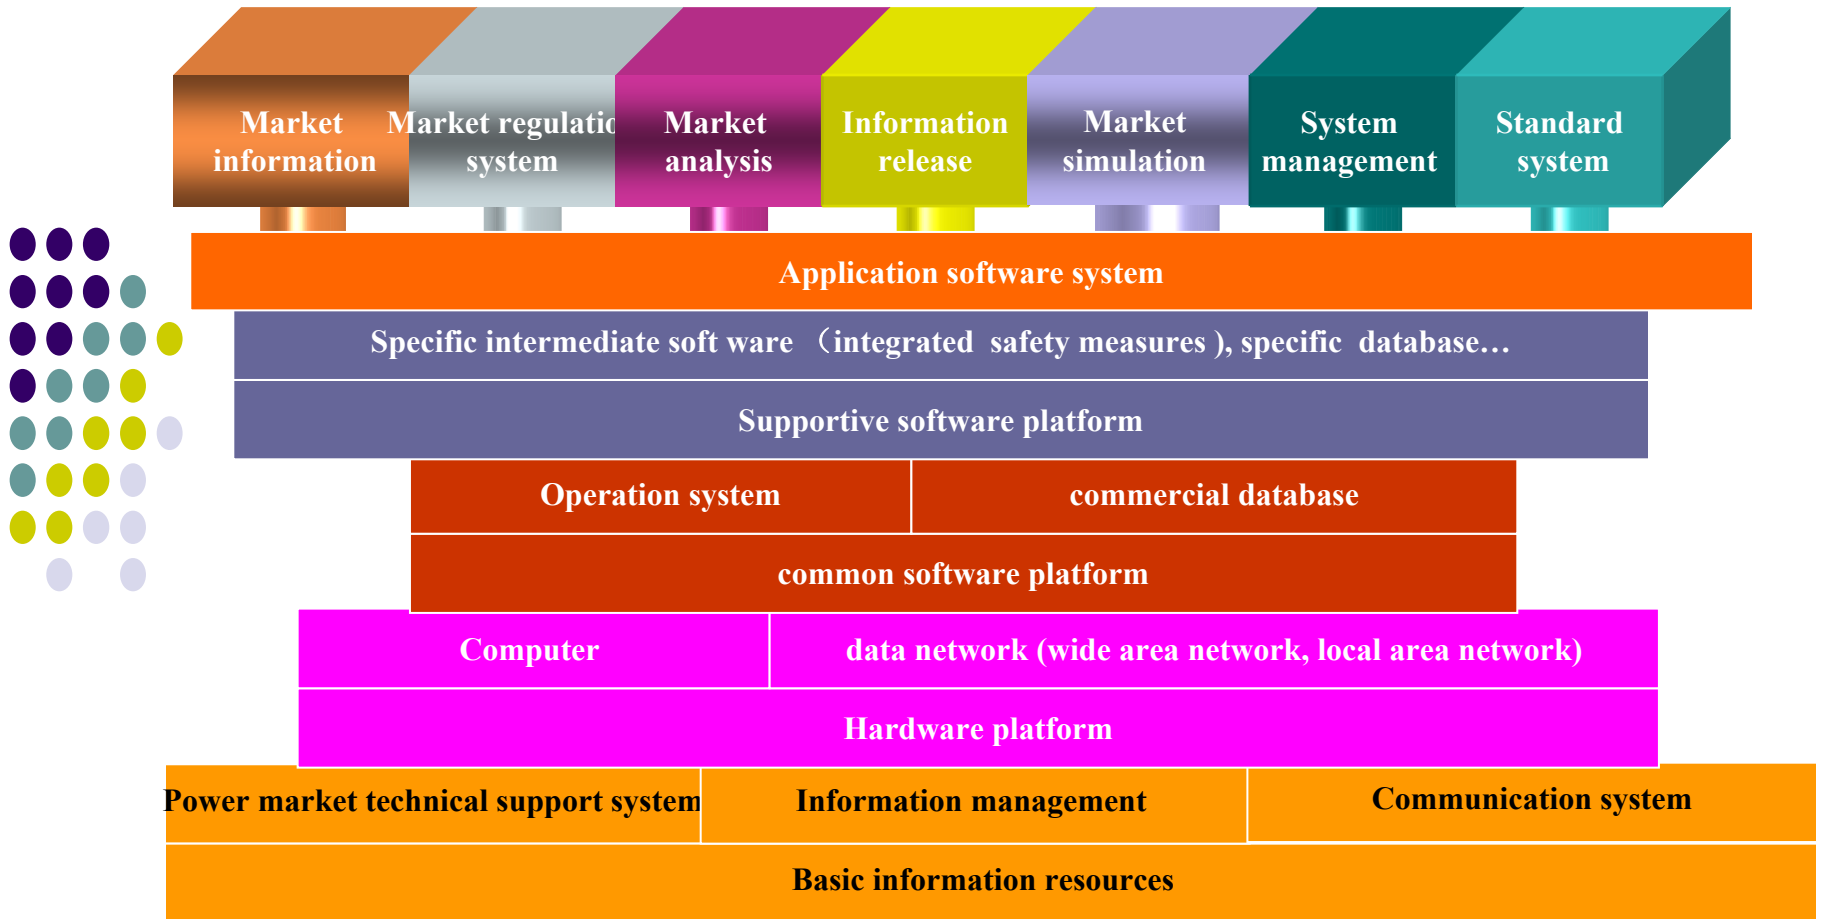 Market
information
Market regulatio
system
Market
analysis
Information
release
Market
simulation
System
management
Standard
system
Application software system
Specific intermediate soft ware （integrated safety measures ), specific database…
Supportive software platform
Operation system
commercial database
common software platform
Computer
data network (wide area network, local area network)
Hardware platform
Power market technical support system
Information management
Communication system
Basic information resources